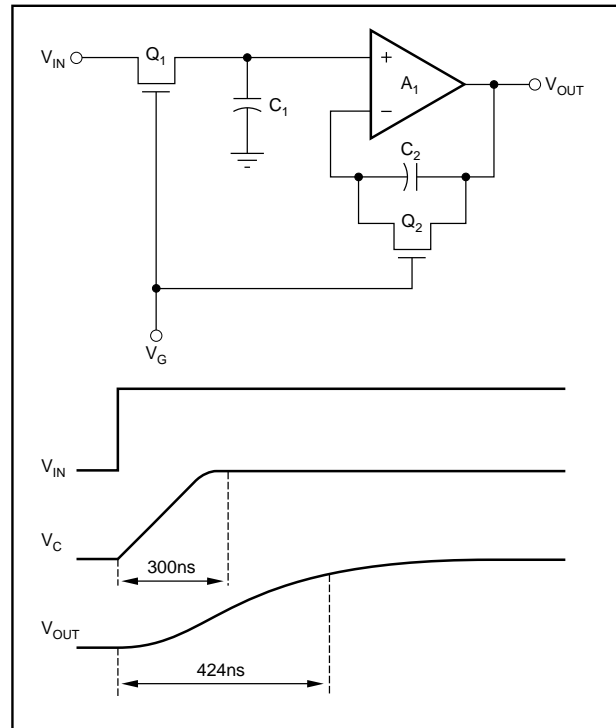 V_IN Q_1 + A_1 V_OUT
C_1 −
C_2
Q_2
V_G
V_IN
V_C
300ns
V_OUT
424ns